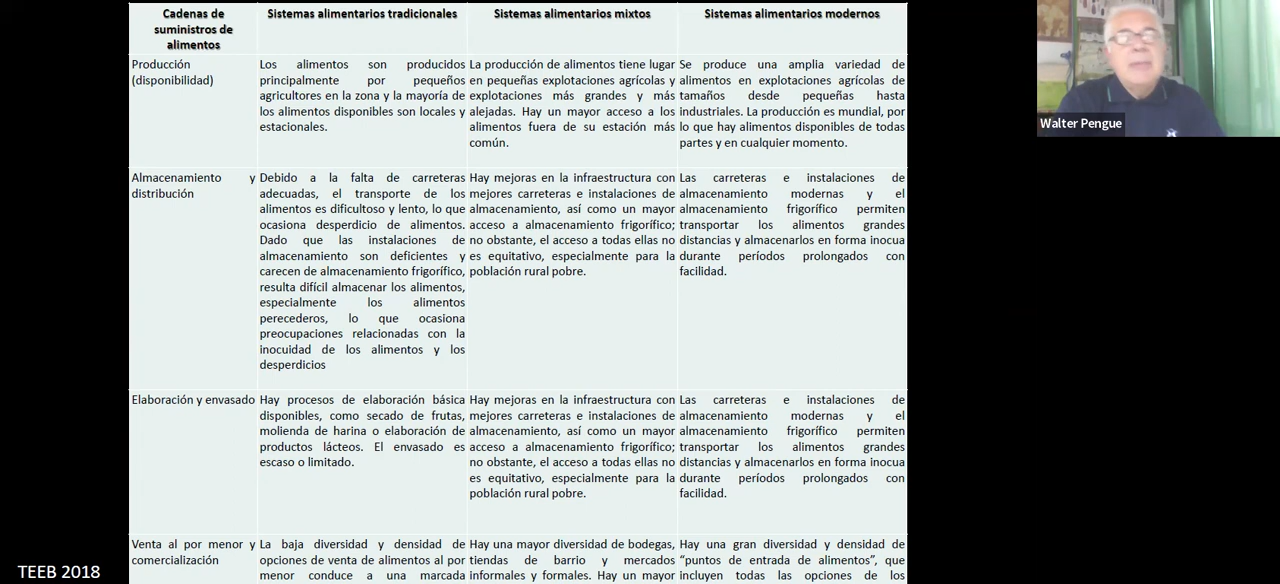 Cadenas de
suministros de
alimentos
Sistemas alimentarios tradicionales
Sistemas alimentarios mixtos
Sistemas alimentarios modernos
Producción
(disponibilidad)
Los alimentos son producidos
principalmente por pequeños
agricultores en la zona y la mayoría de
los alimentos disponibles son locales y
estacionales.
La producción de alimentos tiene lugar
en pequeñas explotaciones agrícolas y
explotaciones más grandes y más
alejadas. Hay un mayor acceso a los
alimentos fuera de su estación más
común.
Se produce una amplia variedad de
alimentos en explotaciones agrícolas de
tamaños desde pequeñas hasta
industriales. La producción es mundial, por
lo que hay alimentos disponibles de todas
partes y en cualquier momento.
Almacenamiento y
distribución
Debido a la falta de carreteras
adecuadas, el transporte de los
alimentos es dificultoso y lento, lo que
ocasiona desperdicio de alimentos.
Dado que las instalaciones de
almacenamiento son deficientes y
carecen de almacenamiento frigorífico,
resulta difícil almacenar los alimentos,
especialmente los alimentos
perecederos, lo que ocasiona
preocupaciones relacionadas con la
inocuidad de los alimentos y los
desperdicios
Hay mejoras en la infraestructura con
mejores carreteras e instalaciones de
almacenamiento, así como un mayor
acceso a almacenamiento frigorífico;
no obstante, el acceso a todas ellas no
es equitativo, especialmente para la
población rural pobre.
Las carreteras e instalaciones de
almacenamiento modernas y el
almacenamiento frigorífico permiten
transportar los alimentos grandes
distancias y almacenarlos en forma inocua
durante períodos prolongados con
facilidad.
Elaboración y envasado
Hay procesos de elaboración básica
disponibles, como secado de frutas,
molienda de harina o elaboración de
productos lácteos. El envasado es
escaso o limitado.
Hay mejoras en la infraestructura con
mejores carreteras e instalaciones de
almacenamiento, así como un mayor
acceso a almacenamiento frigorífico;
no obstante, el acceso a todas ellas no
es equitativo, especialmente para la
población rural pobre.
Las carreteras e instalaciones de
almacenamiento modernas y el
almacenamiento frigorífico permiten
transportar los alimentos grandes
distancias y almacenarlos en forma inocua
durante períodos prolongados con
facilidad.
Venta al por menor y
comercialización
La baja diversidad y densidad de
opciones de venta de alimentos al por
menor conduce a una marcada
Hay una mayor diversidad de bodegas,
tiendas de barrio y mercados
informales y formales. Hay un mayor
Hay una gran diversidad y densidad de
“puntos de entrada de alimentos”, que
incluyen todas las opciones de los
TEEB 2018
Walter Pengue